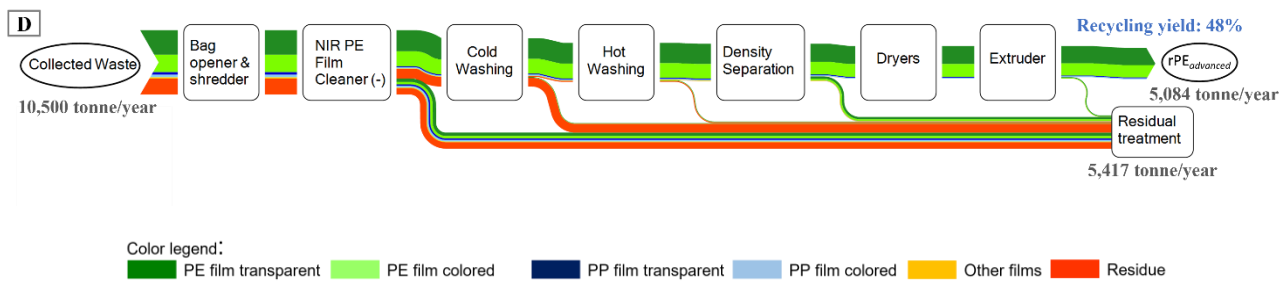 D
Recycling yield: 48%
Collected Waste
Bag
opener &
shredder
NIR PE
Film
Cleaner (-)
Cold
Washing
Hot
Washing
Density
Separation
Dryers
Extruder
rPEadvanced
10,500 tonne/year
5,084 tonne/year
Residual
treatment
5,417 tonne/year
Color legend:
PE film transparent
PE film colored
PP film transparent
PP film colored
Other films
Residue